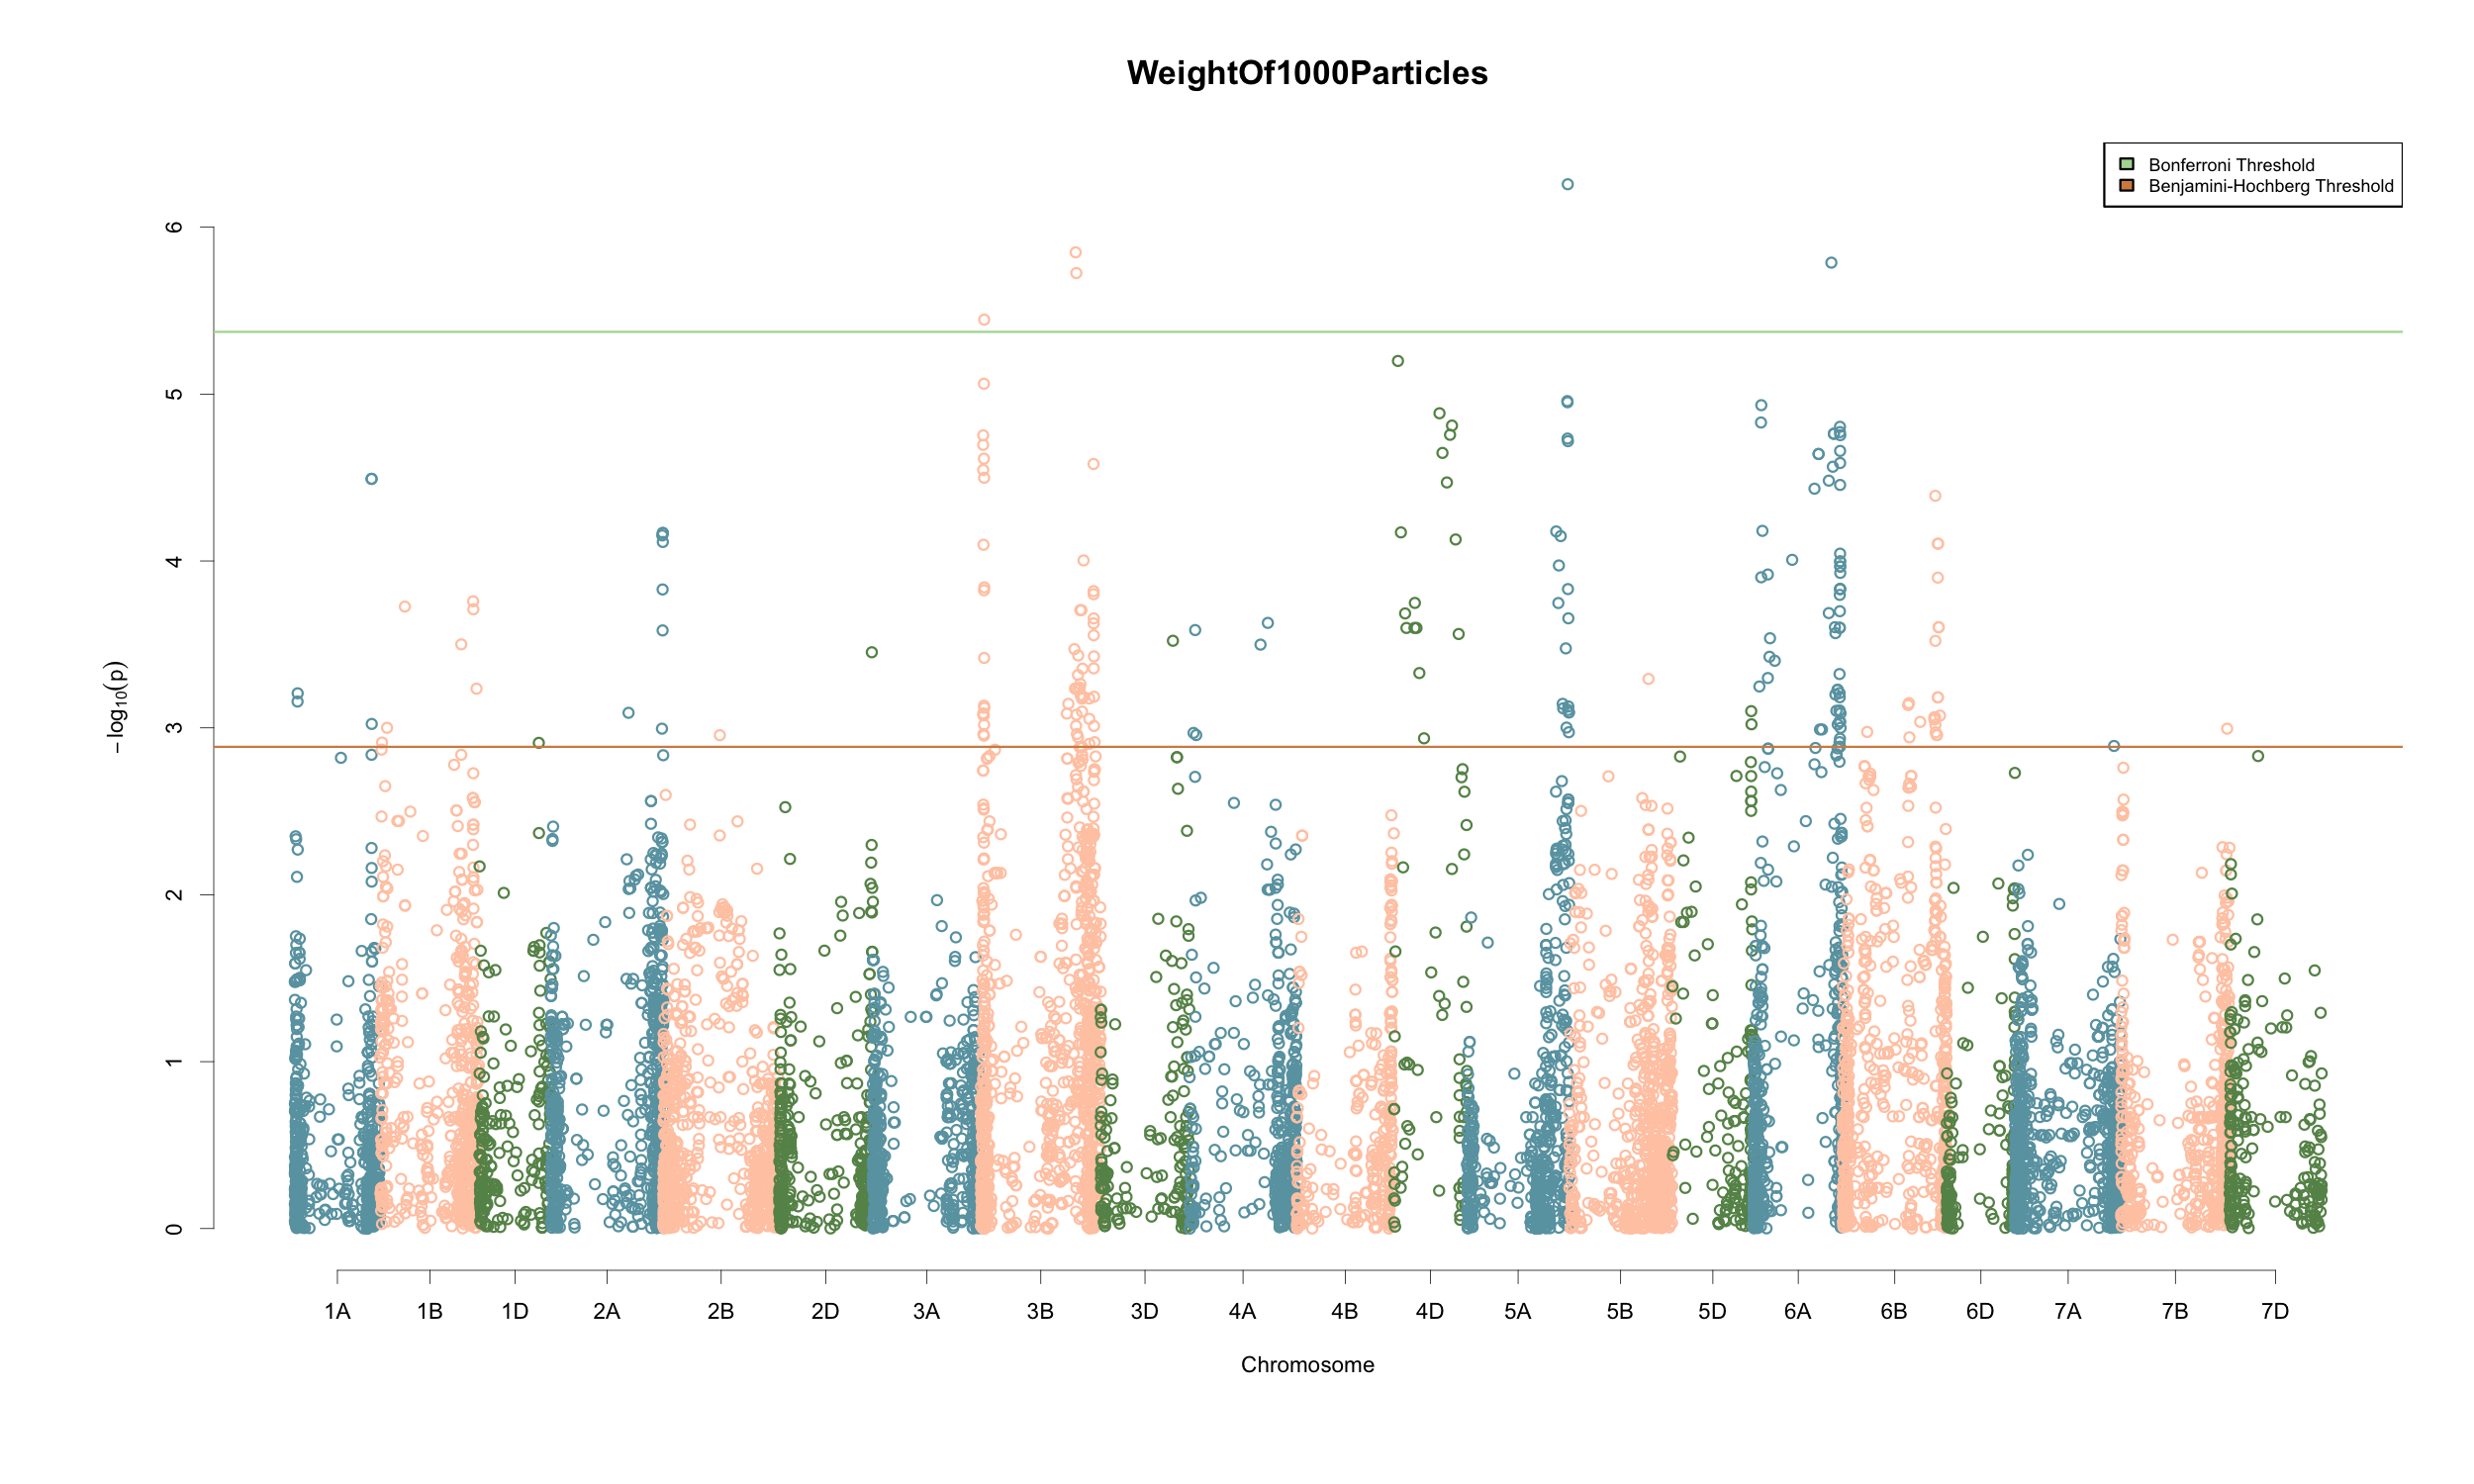 WeightOf1000Particles
Bonferroni Threshold
Benjamini-Hochberg Threshold
6
5
4
3
2
1
0
−log10(p)
1A 1B 1D 2A 2B 2D 3A 3B 3D 4A 4B 4D 5A 5B 5D 6A 6B 6D 7A 7B 7D
Chromosome